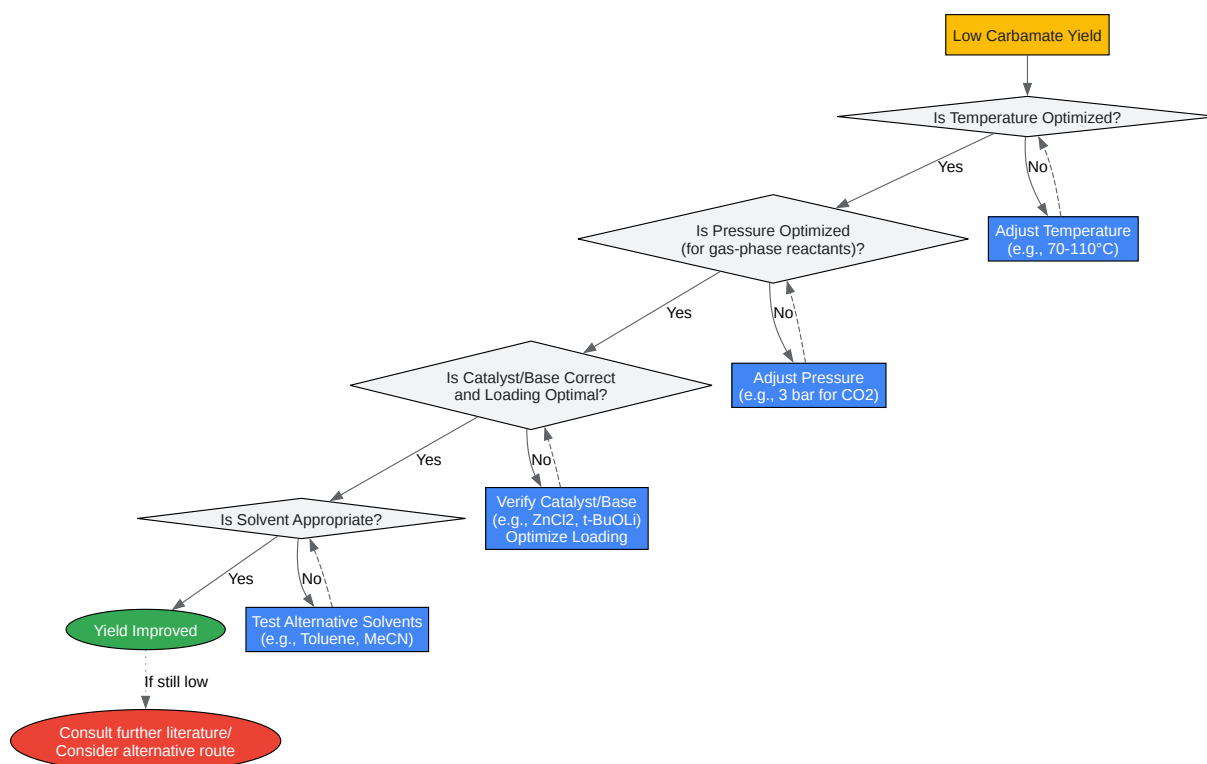 Low Carbamate Yield
Is Temperature Optimized?
Yes
No
Is Pressure Optimized
(for gas-phase reactants)?
Adjust Temperature
(e.g., 70-110°C)
Yes
No
Is Catalyst/Base Correct
and Loading Optimal?
Adjust Pressure
(e.g., 3 bar for CO2)
Yes
No
Is Solvent Appropriate?
Verify Catalyst/Base
(e.g., ZnCl2, t-BuOLi)
Optimize Loading
Yes
No
Yield Improved
Test Alternative Solvents
(e.g., Toluene, MeCN)
If still low
Consult further literature/
Consider alternative route